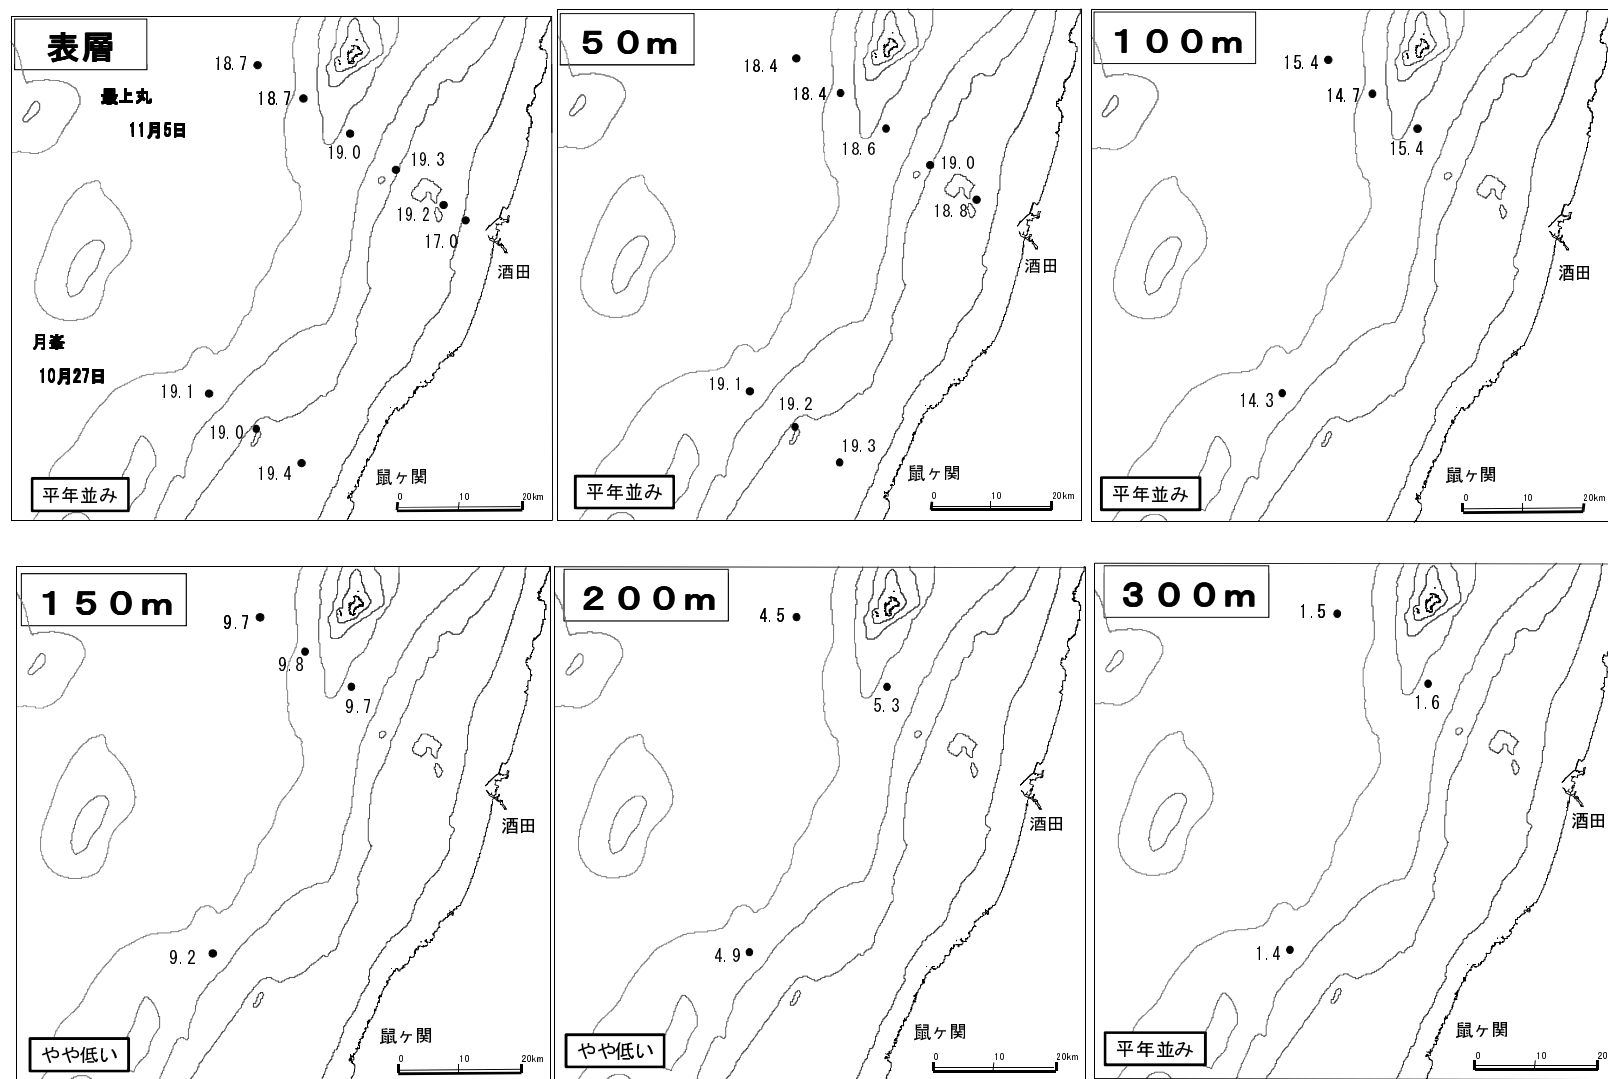 表層
18.7
最上丸
11月5日
18.7
19.0
19.3
19.2
17.0
酒田
月峯
10月27日
19.1
19.0
19.4
鼠ヶ関
平年並み
0 10 20km
50m
18.4
18.4
18.6
19.0
18.8
酒田
19.1
19.2
19.3
鼠ヶ関
平年並み
0 10 20km
100m
15.4
14.7
15.4
酒田
14.3
鼠ヶ関
平年並み
0 10 20km
150m
9.7
9.8
9.7
酒田
9.2
鼠ヶ関
やや低い
0 10 20km
200m
4.5
5.3
酒田
4.9
鼠ヶ関
やや低い
0 10 20km
300m
1.5
1.6
酒田
1.4
鼠ヶ関
平年並み
0 10 20